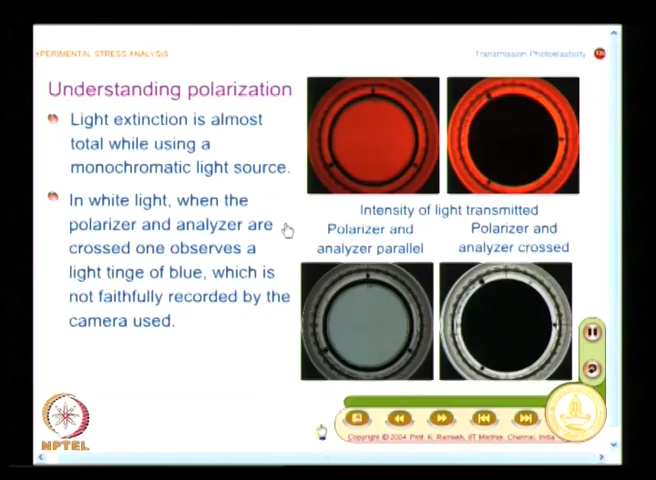 PERIMENTAL STRESS ANALYSIS
Transmission Photoelasticity
Understanding polarization
Light extinction is almost
total while using a
monochromatic light source.
In white light, when the
polarizer and analyzer are
crossed one observes a
light tinge of blue, which is
not faithfully recorded by the
camera used.
Intensity of light transmitted
Polarizer and
analyzer parallel
Polarizer and
analyzer crossed
NPTEL
Copyright © 2004 Prof. K. Ramesh, IIT Madras, Chennai, India